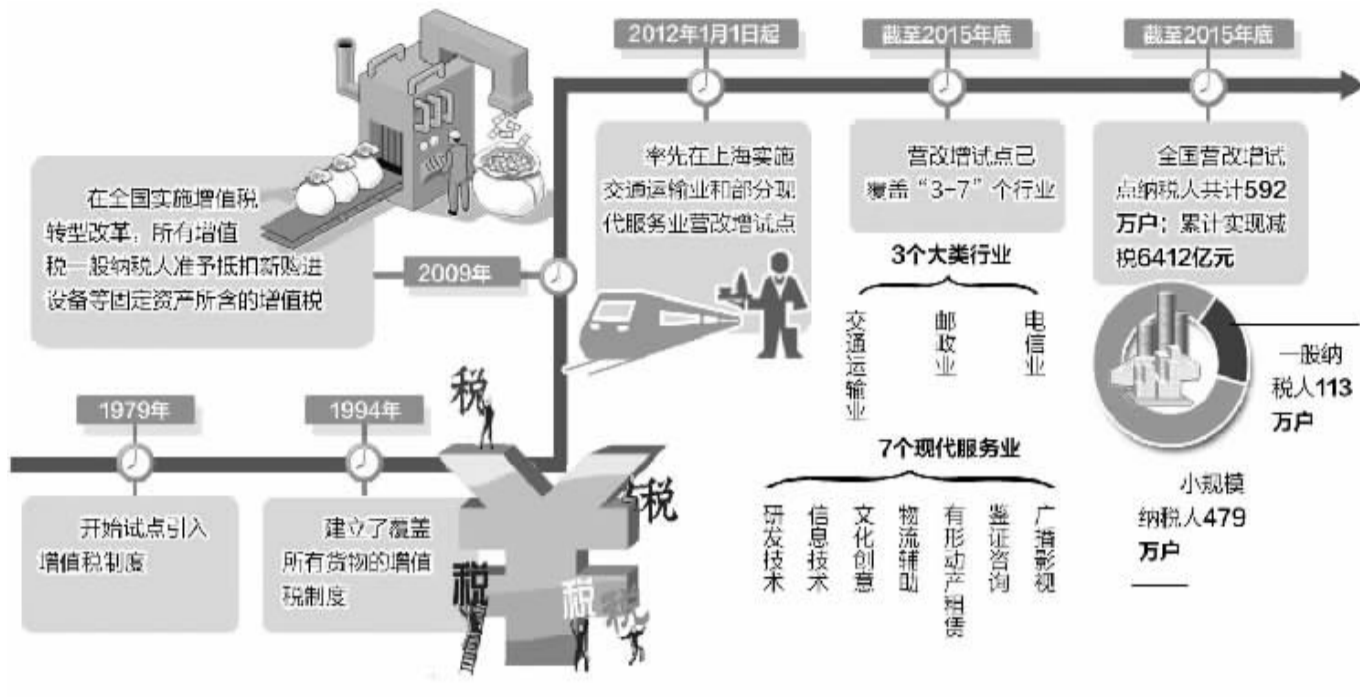 1979年
开始试点引入
增值税制度
1994年
建立了覆盖
所有货物的增值
税制度
2009年
在全国实施增值税
转型改革，所有增值
税一般纳税人准予抵扣新购进
设备等固定资产所含的增值税
税
税
税
税
税
2012年1月1日起
率先在上海实施
交通运输业和部分现
代服务业营改增试点
截至2015年底
营改增试点已
覆盖“3+7”个行业
3个大类行业
交通运输业
邮政业
电信业
7个现代服务业
研发技术
信息技术
文化创意
物流辅助
有形动产租赁
鉴证咨询
广播影视
截至2015年底
全国营改增试
点纳税人共计592
万户；累计实现减
税6412亿元
一般纳
税人113
万户
小规模
纳税人479
万户